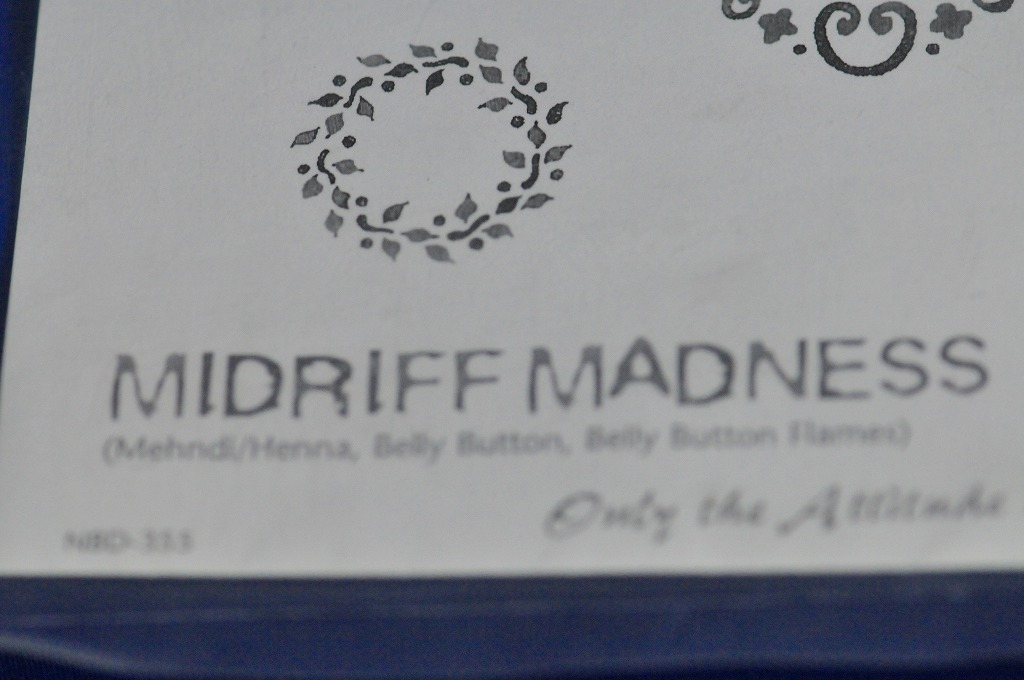 MIDRIFF MADNESS
(Mehndi/Henna, Belly Button, Belly Button Flames)
Only the Attitude
NBD-333